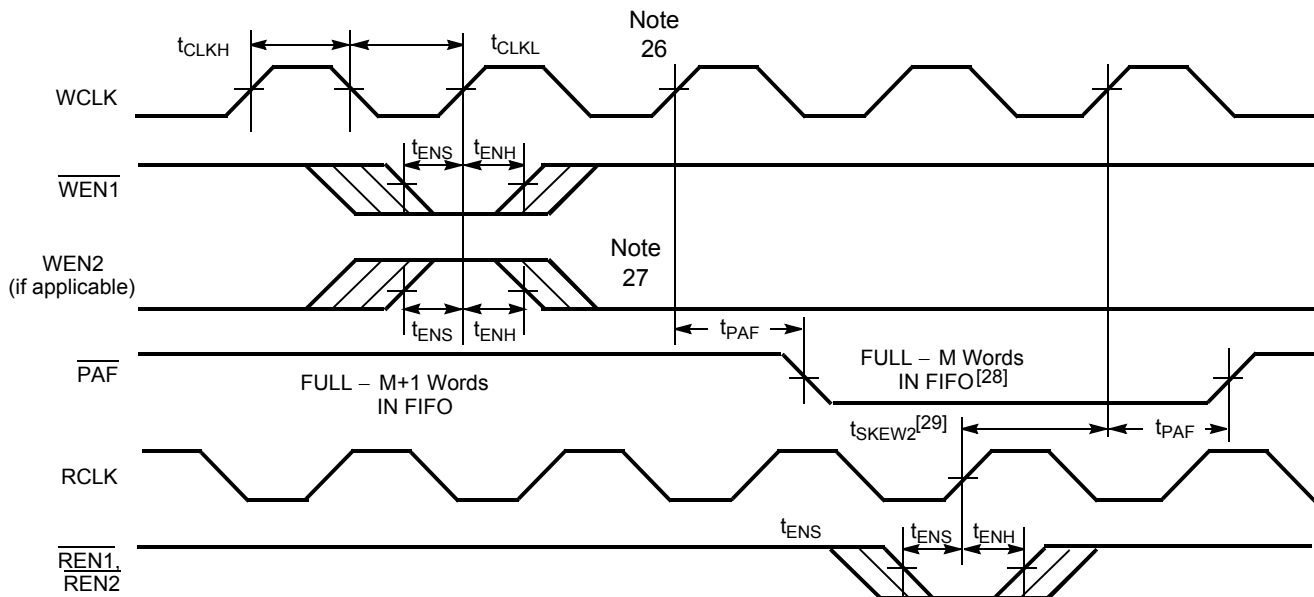 Note
26
tCLKH
tCLKL
WCLK
tENS
tENH
WEN1
WEN2
(if applicable)
Note
27
tENS
tENH
tPAF
PAF
FULL – M+1 Words
IN FIFO
FULL – M Words
IN FIFO[28]
tSKEW2[29]
tPAF
RCLK
tENS
tENS
tENH
REN1,
REN2